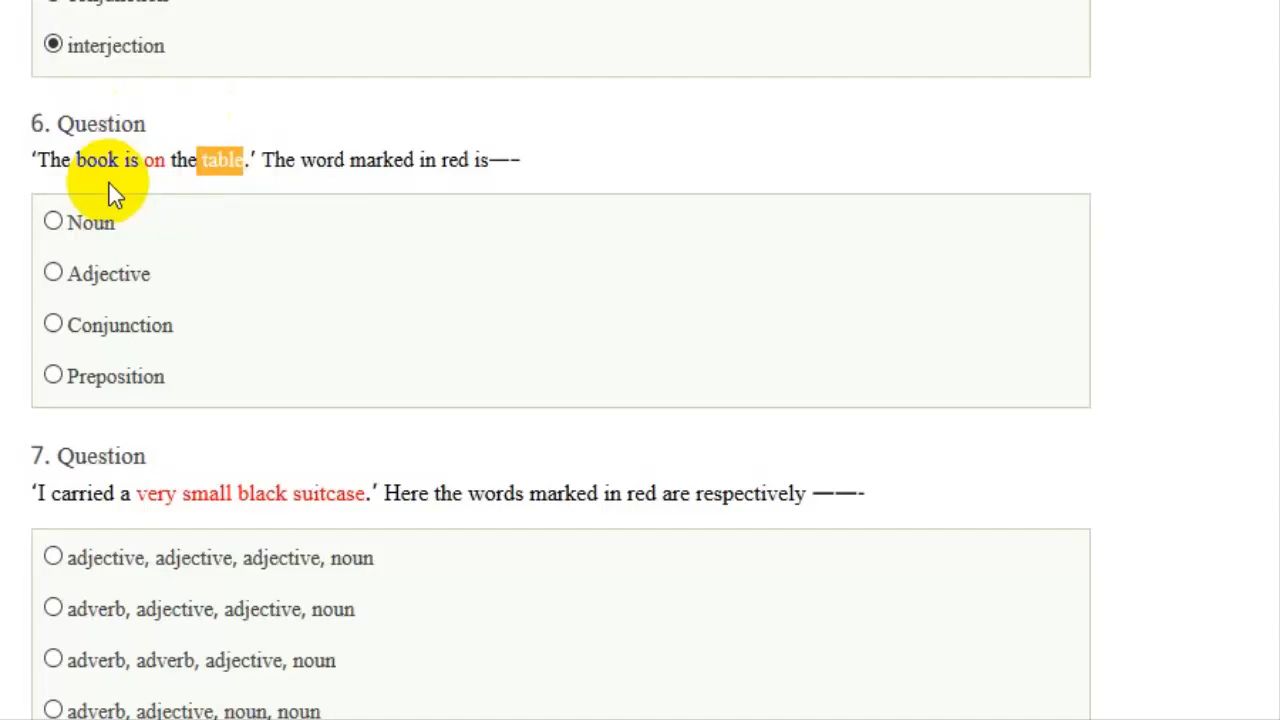 interjection
6. Question
‘The book is on the table.’ The word marked in red is—–
Noun
Adjective
Conjunction
Preposition
7. Question
‘I carried a very small black suitcase.’ Here the words marked in red are respectively ——-
adjective, adjective, adjective, noun
adverb, adjective, adjective, noun
adverb, adverb, adjective, noun
adverb, adjective, noun, noun